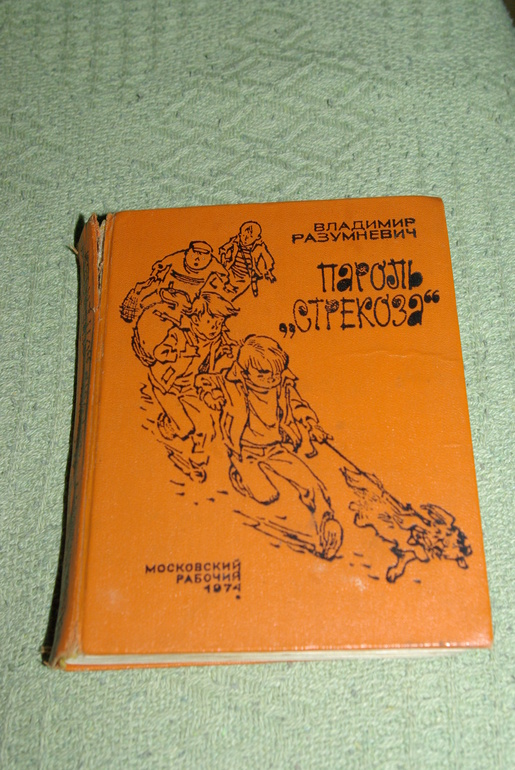 ВЛАДИМИР
РАЗУМНЕВИЧ
ПАРОЛЬ
„СТРЕКОЗА“
МОСКОВСКИЙ
РАБОЧИЙ
1974